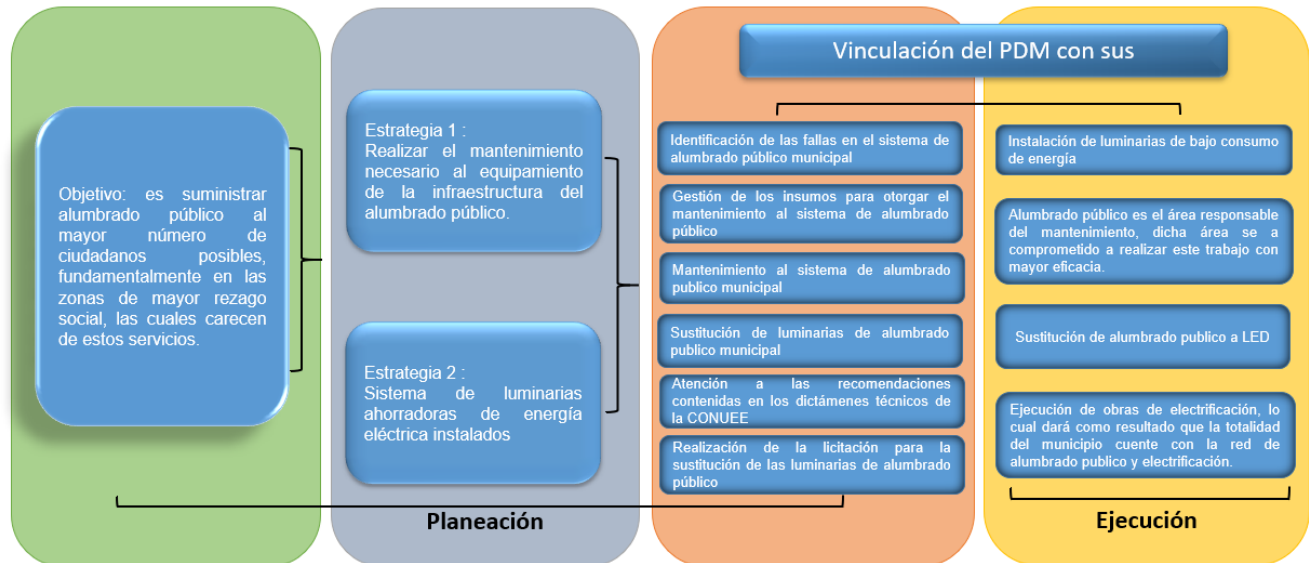 Vinculación del PDM con sus
Objetivo: es suministrar
alumbrado público al
mayor número de
ciudadanos posibles,
fundamentalmente en las
zonas de mayor rezago
social, las cuales carecen
de estos servicios.
Estrategia 1 :
Realizar el mantenimiento
necesario al equipamiento
de la infraestructura del
alumbrado público.
Estrategia 2 :
Sistema de luminarias
ahorradoras de energía
eléctrica instalados
Identificación de las fallas en el sistema de
alumbrado público municipal
Gestión de los insumos para otorgar el
mantenimiento al sistema de alumbrado
público
Mantenimiento al sistema de alumbrado
publico municipal
Sustitución de luminarias de alumbrado
publico municipal
Atención a las recomendaciones
contenidas en los dictámenes técnicos de
la CONUEE
Realización de la licitación para la
sustitución de las luminarias de alumbrado
público
Instalación de luminarias de bajo consumo
de energía
Alumbrado público es el área responsable
del mantenimiento, dicha área se a
comprometido a realizar este trabajo con
mayor eficacia.
Sustitución de alumbrado publico a LED
Ejecución de obras de electrificación, lo
cual dará como resultado que la totalidad
del municipio cuente con la red de
alumbrado publico y electrificación.
Planeación
Ejecución